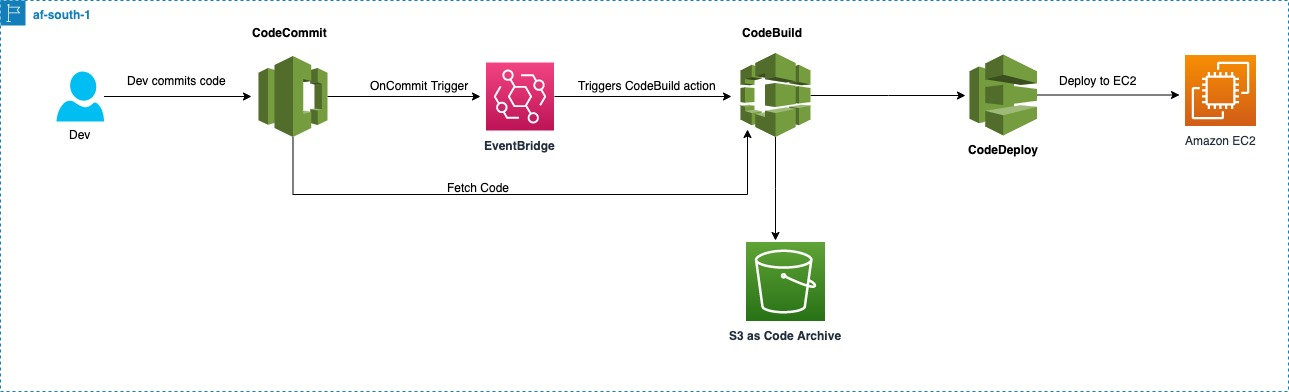 af-south-1
CodeCommit
CodeBuild
Dev commits code
OnCommit Trigger
Triggers CodeBuild action
Deploy to EC2
Dev
EventBridge
CodeDeploy
Amazon EC2
Fetch Code
S3 as Code Archive